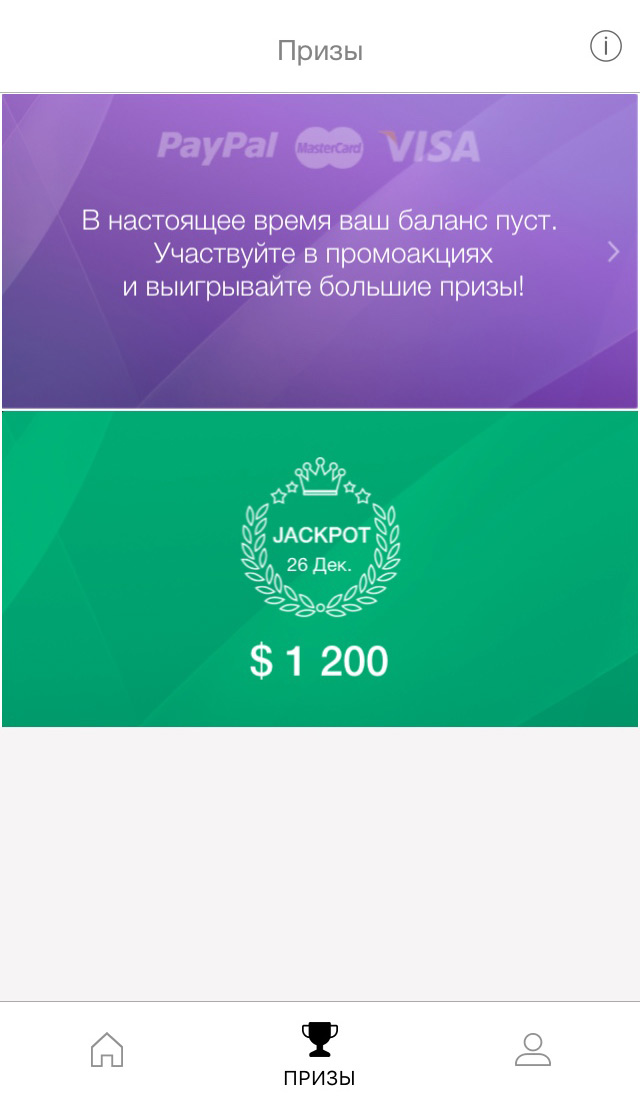 Призы
PayPal MasterCard VISA
В настоящее время ваш баланс пуст.
Участвуйте в промоакциях
и выигрывайте большие призы!
JACKPOT
26 Дек.
$ 1 200
ПРИЗЫ